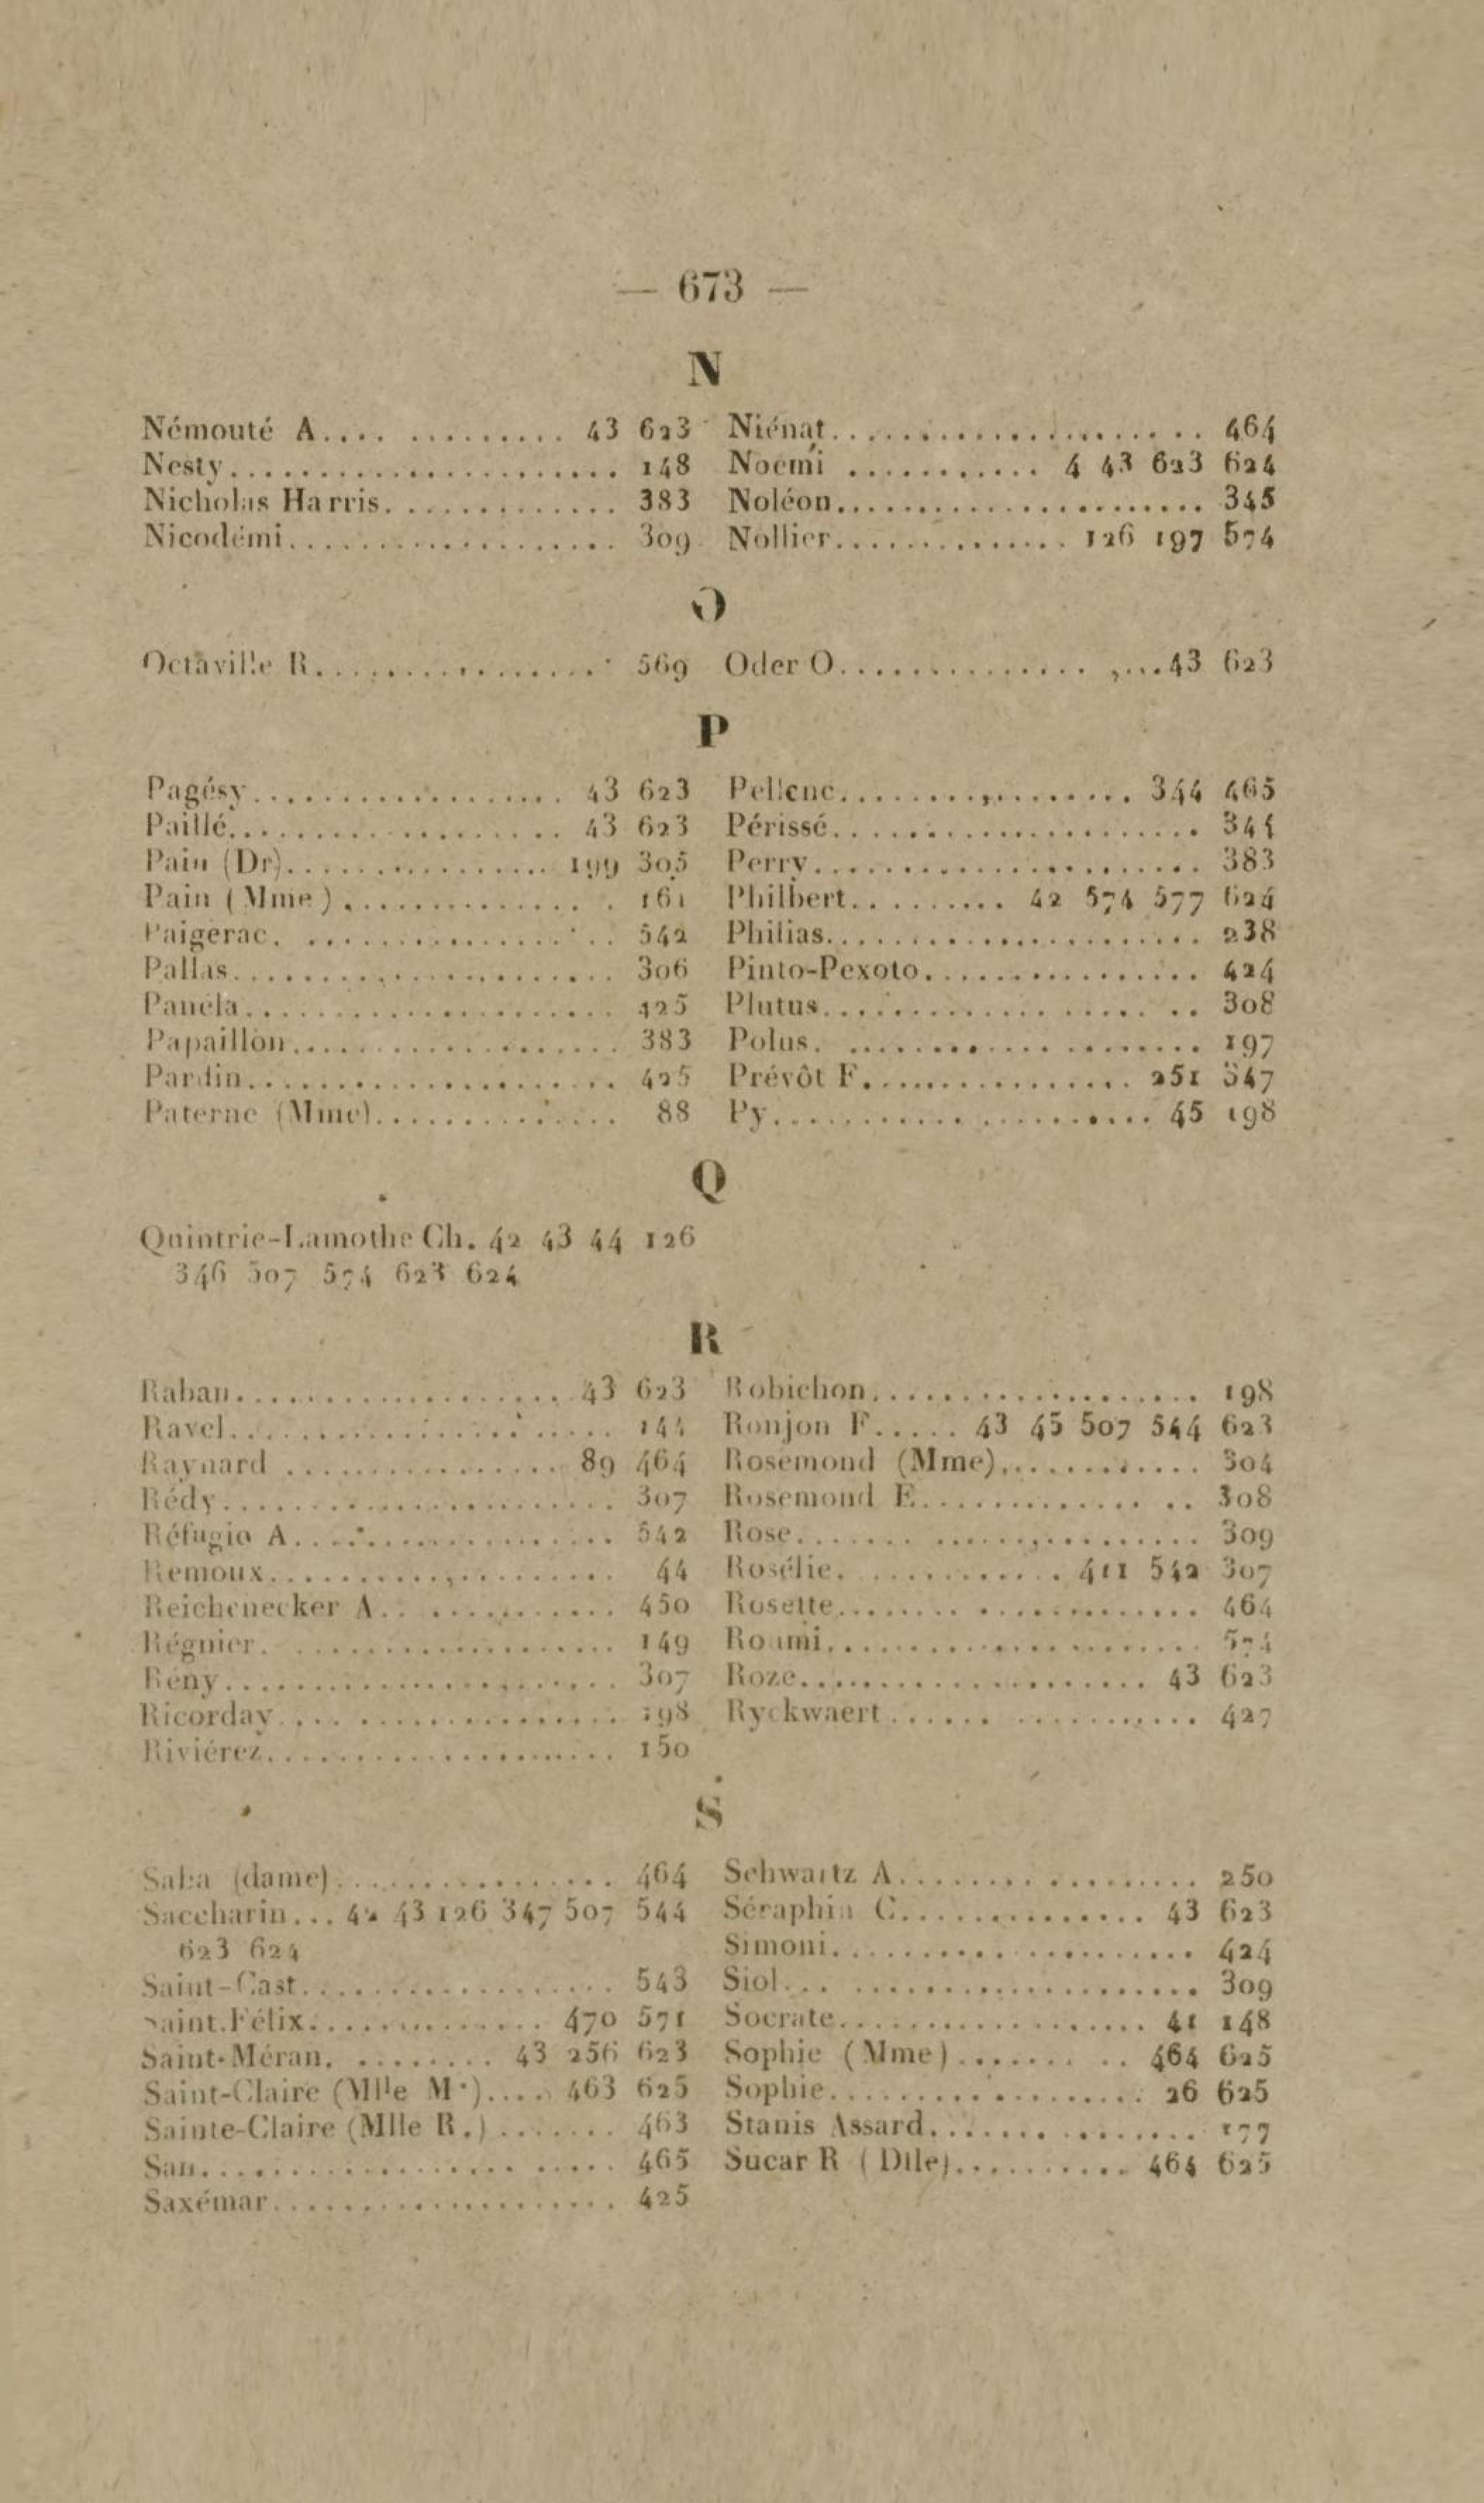 — 673 —
N
Némouté A.... .......... 43 623
Nesty...................... 148
Nicholas Harris.............. 383
Nicodémi................... 309
Niénat..................... 464
Noémi ........... 4 43 623 624
Noléon..................... 345
Nollier.............. 126 197 574
O
Octaville R................. 569
Oder O............... ,...43 623
P
Pagésy.................. 43 623
Paillé................... 43 623
Pain (Dr)................ 199 305
Pain (Mme)................ 161
Paigerac. .................. 542
Pallas...................... 306
Panéla..................... 425
Papaillon................... 383
Pardin..................... 425
Paterne (Mme).............. 88
Pellenc................. 344 465
Périssé..................... 344
Perry...................... 383
Philbert.......... 42 574 577 624
Philias...................... 238
Pinto-Pexoto................ 424
Plutus..................... 308
Polus. .................... 197
Prévôt F................ 251 347
Py...................... 45 198
Q
Quintrie-Lamothe Ch. 42 43 44 126
346 507 574 623 624
R
Raban................... 43 623
Ravel...................... 144
Raynard ................ 89 464
Rédy....................... 307
Réfugio A.................. 542
Remoux.................... 44
Reichenecker A.. ........... 450
Régnier. ................... 149
Rény...................... 307
Ricorday.... ............... 198
Riviérez.................... 150
Robichon................... 198
Ronjon F..... 43 45 507 544 623
Rosemond (Mme)............ 304
Rosemond E............... 308
Rose....... ................ 309
Rosélie. ............ 411 542 307
Rosette........ ............. 464
Roumi..................... 574
Roze.................... 43 623
Ryckwaert...... ........... 427
S
Saba (dame)................ 464
Saccharin... 42 43 126 347 507 544
623 624
Saint-Cast.................. 543
Saint.Félix.............. 470 571
Saint-Méran. ........ 43 256 623
Saint-Claire (Mlle M.).... 463 625
Sainte-Claire (Mlle R.)....... 463
San....................... 465
Saxémar.................... 425
Schwartz A................. 250
Séraphin C.............. 43 623
Simoni..................... 424
Siol... .................... 309
Socrate.................. 41 148
Sophie (Mme)....... .. 464 625
Sophie.................. 26 625
Stanis Assard................ 177
Sucar R (Dlle).......... 464 625